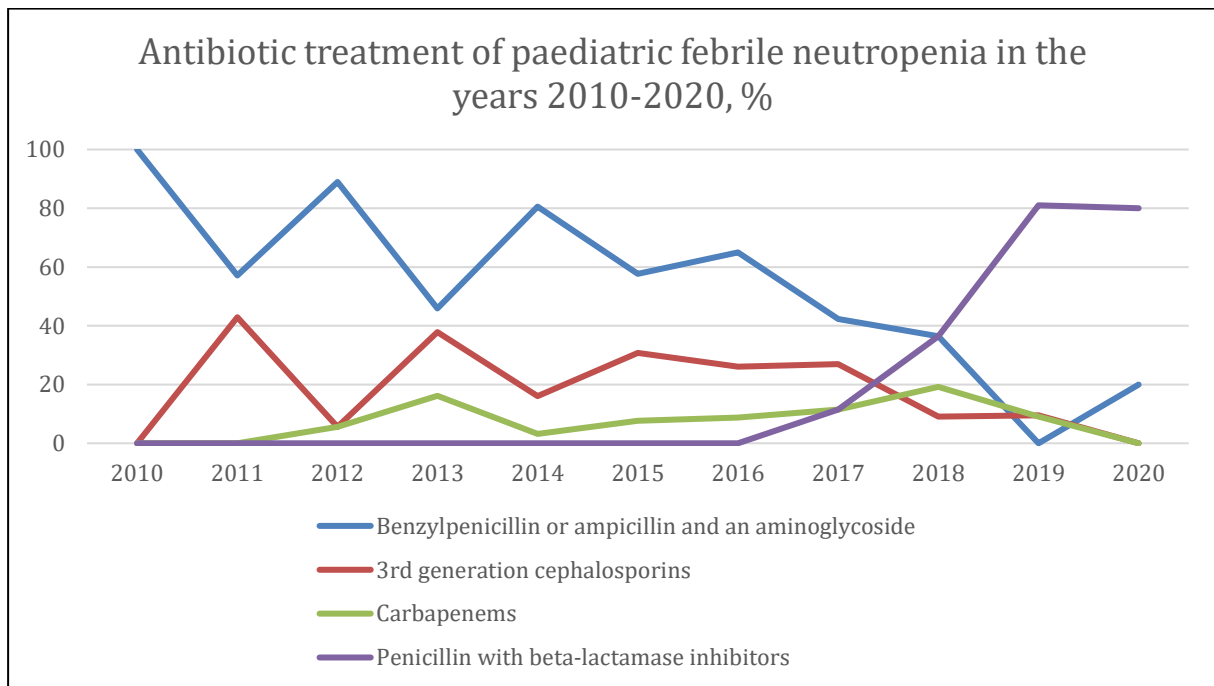 Antibiotic treatment of paediatric febrile neutropenia in the
years 2010-2020, %
100
80
60
40
20
0
2010 2011 2012 2013 2014 2015 2016 2017 2018 2019 2020
Benzylpenicillin or ampicillin and an aminoglycoside
3rd generation cephalosporins
Carbapenems
Penicillin with beta-lactamase inhibitors